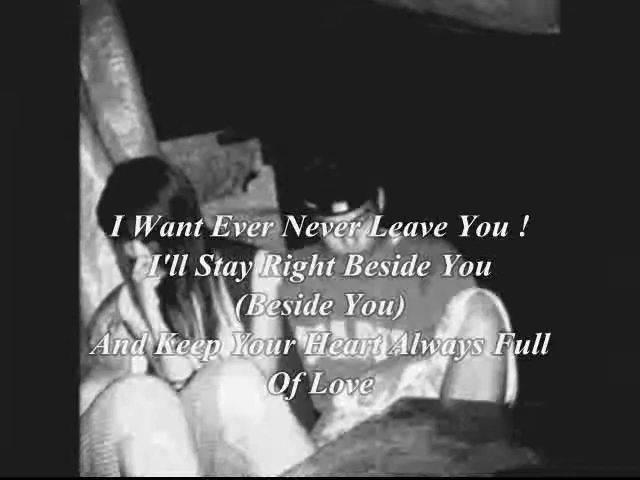 I Want Ever Never Leave You !
I'll Stay Right Beside You
(Beside You)
And Keep Your Heart Always Full
Of Love